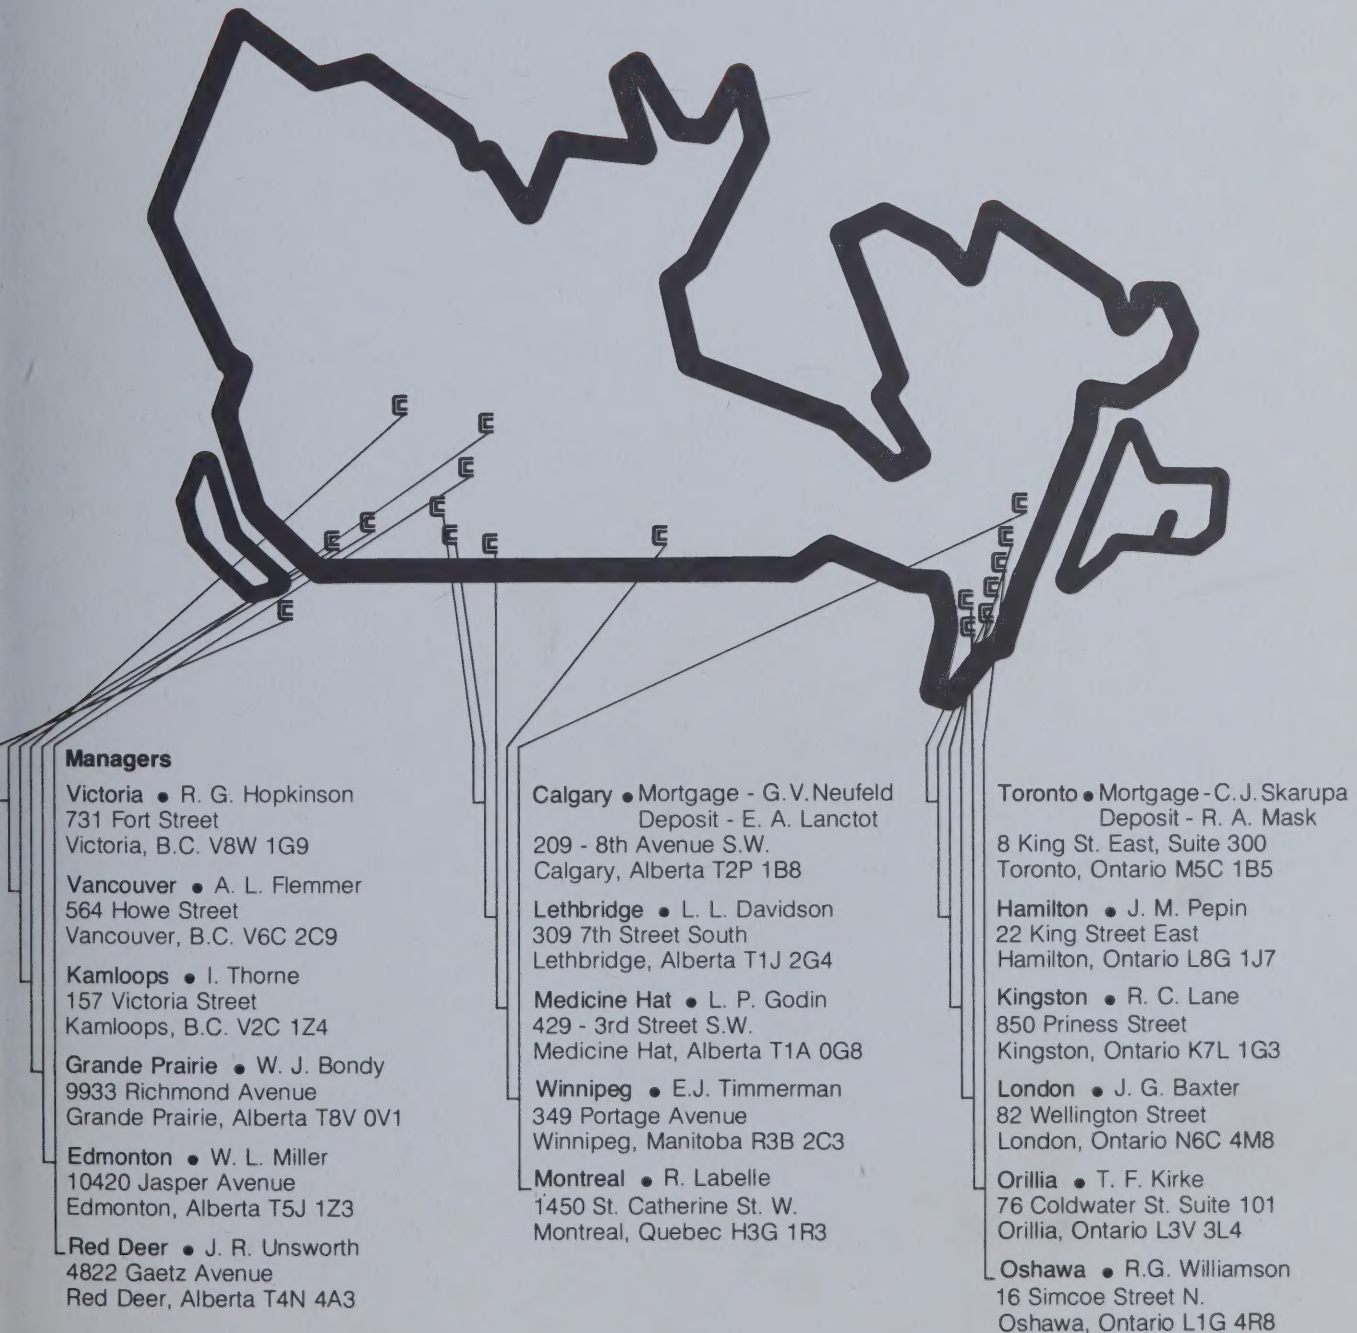 Managers
Victoria • R. G. Hopkinson
731 Fort Street
Victoria, B.C. V8W 1G9
Vancouver • A. L. Flemmer
564 Howe Street
Vancouver, B.C. V6C 2C9
Kamloops • I. Thorne
157 Victoria Street
Kamloops, B.C. V2C 1Z4
Grande Prairie • W. J. Bondy
9933 Richmond Avenue
Grande Prairie, Alberta T8V 0V1
Edmonton • W. L. Miller
10420 Jasper Avenue
Edmonton, Alberta T5J 1Z3
Red Deer • J. R. Unsworth
4822 Gaetz Avenue
Red Deer, Alberta T4N 4A3
Calgary • Mortgage - G.V. Neufeld
Deposit - E. A. Lanctot
209 - 8th Avenue S.W.
Calgary, Alberta T2P 1B8
Lethbridge • L. L. Davidson
309 7th Street South
Lethbridge, Alberta T1J 2G4
Medicine Hat • L. P. Godin
429 - 3rd Street S.W.
Medicine Hat, Alberta T1A 0G8
Winnipeg • E.J. Timmerman
349 Portage Avenue
Winnipeg, Manitoba R3B 2C3
Montreal • R. Labelle
1450 St. Catherine St. W.
Montreal, Quebec H3G 1R3
Toronto • Mortgage - C.J. Skarupa
Deposit - R. A. Mask
8 King St. East, Suite 300
Toronto, Ontario M5C 1B5
Hamilton • J. M. Pepin
22 King Street East
Hamilton, Ontario L8G 1J7
Kingston • R. C. Lane
850 Priness Street
Kingston, Ontario K7L 1G3
London • J. G. Baxter
82 Wellington Street
London, Ontario N6C 4M8
Orillia • T. F. Kirke
76 Coldwater St. Suite 101
Orillia, Ontario L3V 3L4
Oshawa • R.G. Williamson
16 Simcoe Street N.
Oshawa, Ontario L1G 4R8